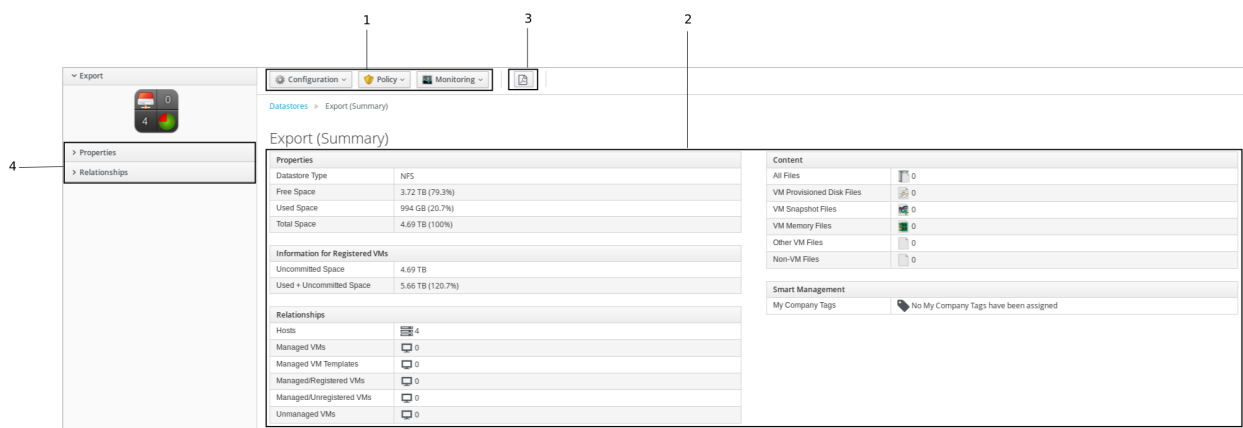 1
3
2
Export
Configuration
Policy
Monitoring
0
4
Datastores » Export (Summary)
Export (Summary)
4
Properties
Relationships
Properties
Datastore Type NFS
Free Space 3.72 TB (79.3%)
Used Space 994 GB (20.7%)
Total Space 4.69 TB (100%)
Information for Registered VMs
Uncommitted Space 4.69 TB
Used + Uncommitted Space 5.66 TB (120.7%)
Relationships
Hosts 4
Managed VMs 0
Managed VM Templates 0
Managed/Registered VMs 0
Managed/Unregistered VMs 0
Unmanaged VMs 0
Content
All Files 0
VM Provisioned Disk Files 0
VM Snapshot Files 0
VM Memory Files 0
Other VM Files 0
Non-VM Files 0
Smart Management
My Company Tags No My Company Tags have been assigned